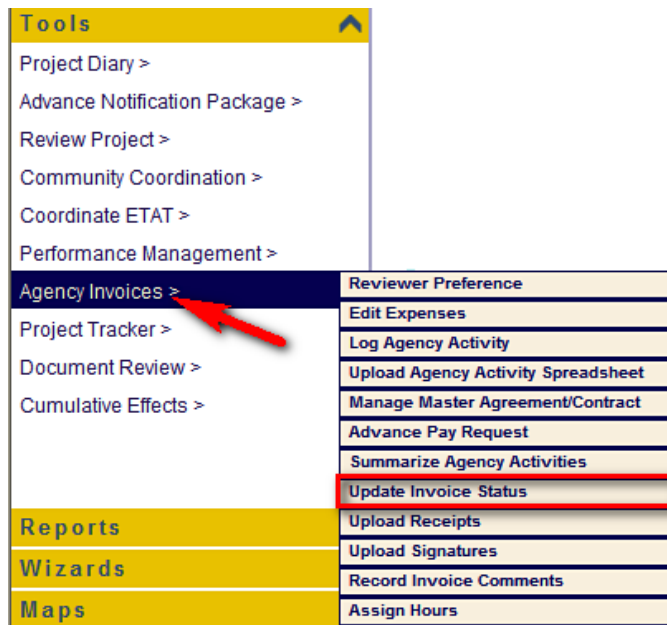 Tools
Project Diary >
Advance Notification Package >
Review Project >
Community Coordination >
Coordinate ETAT >
Performance Management >
Agency Invoices >
Project Tracker >
Document Review >
Cumulative Effects >
Reviewer Preference
Edit Expenses
Log Agency Activity
Upload Agency Activity Spreadsheet
Manage Master Agreement/Contract
Advance Pay Request
Summarize Agency Activities
Update Invoice Status
Upload Receipts
Upload Signatures
Record Invoice Comments
Assign Hours
Reports
Wizards
Maps